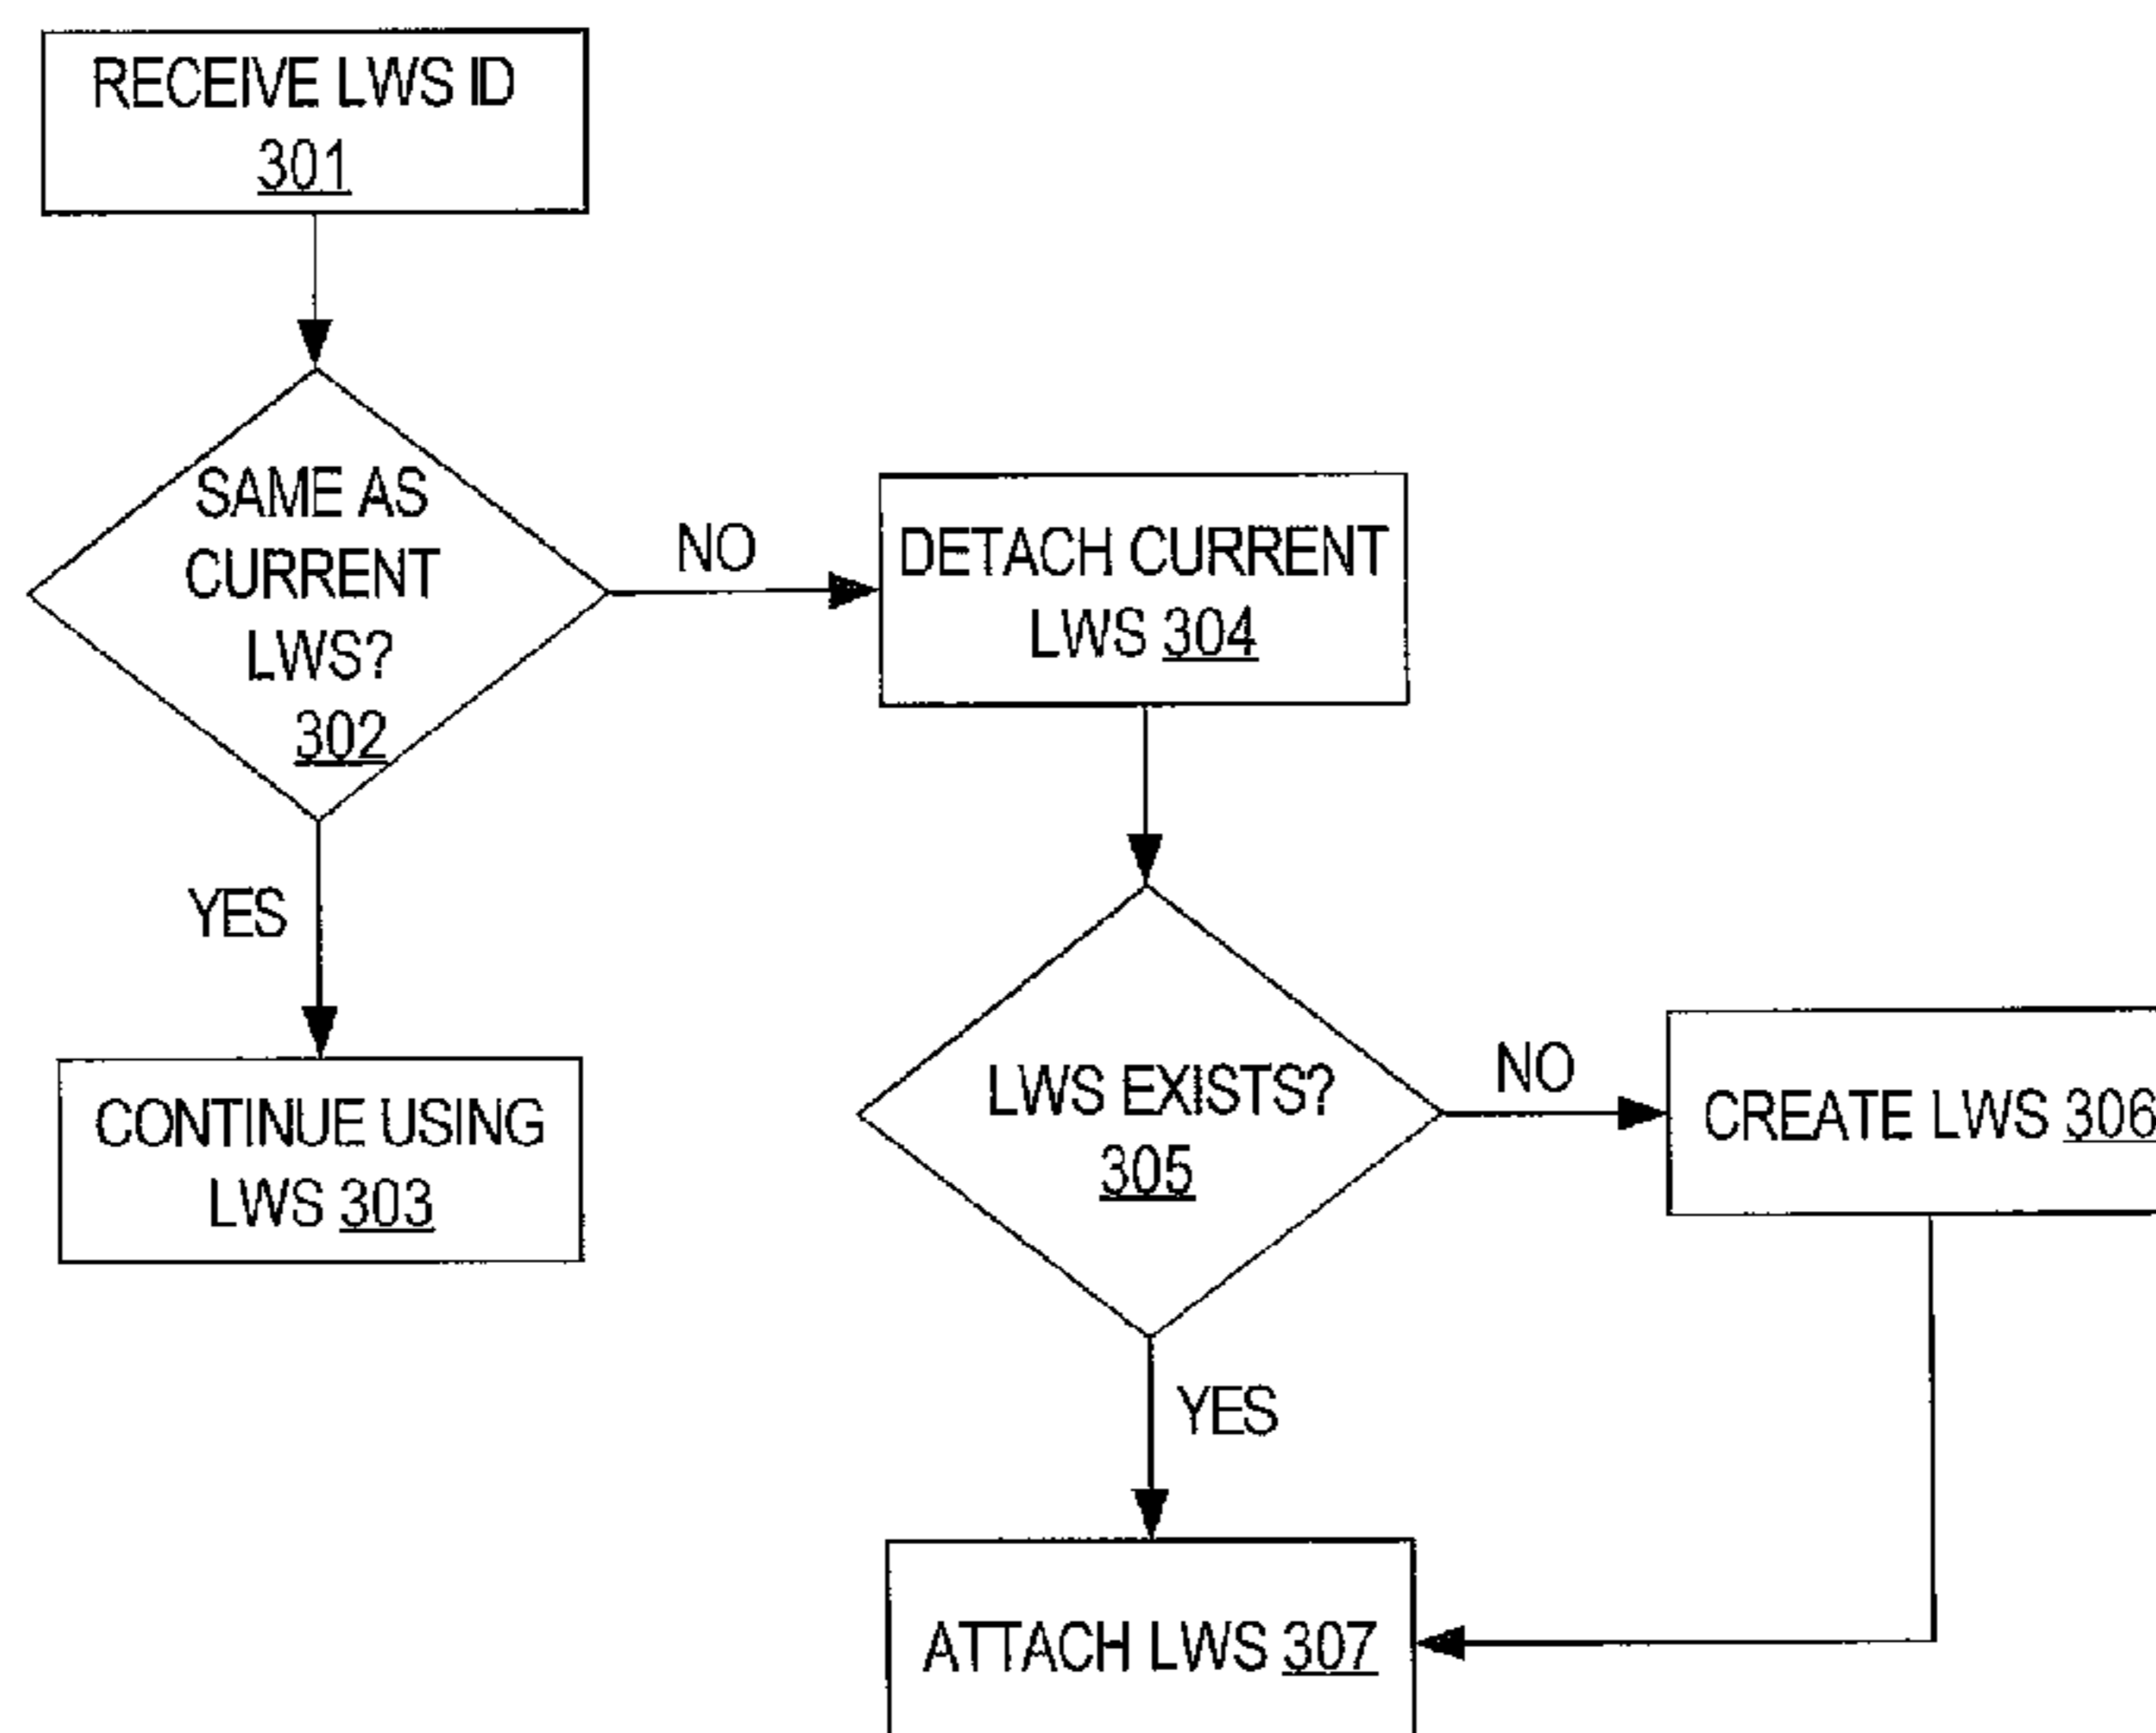 RECEIVE LWS ID
301
SAME AS
CURRENT
LWS?
302
NO
DETACH CURRENT
LWS 304
YES
CONTINUE USING
LWS 303
LWS EXISTS?
305
NO
CREATE LWS 306
YES
ATTACH LWS 307